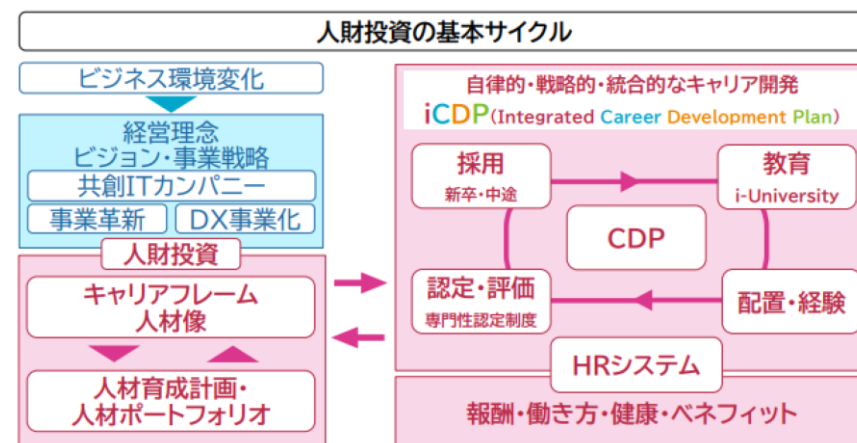 人財投資の基本サイクル
ビジネス環境変化
経営理念
ビジョン・事業戦略
共創ITカンパニー
事業革新
DX事業化
人財投資
キャリアフレーム
人材像
人材育成計画・
人材ポートフォリオ
自律的・戦略的・統合的なキャリア開発
iCDP(Integrated Career Development Plan)
採用
新卒・中途
教育
i-University
CDP
認定・評価
専門性認定制度
配置・経験
HRシステム
報酬・働き方・健康・ベネフィット